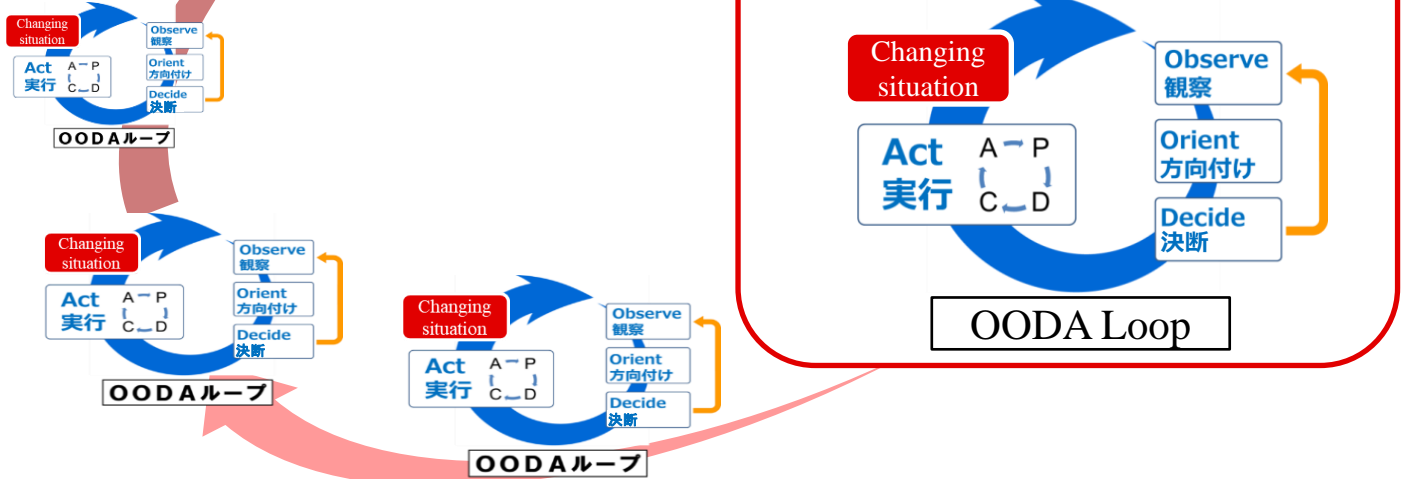 Changing
situation
Observe
観察
Act
実行
A P
C D
Orient
方向付け
Decide
決断
OODAループ
Changing
situation
Observe
観察
Act
実行
A P
C D
Orient
方向付け
Decide
決断
OODAループ
Changing
situation
Observe
観察
Act
実行
A P
C D
Orient
方向付け
Decide
決断
OODAループ
Changing
situation
Observe
観察
Act
実行
A P
C D
Orient
方向付け
Decide
決断
OODA Loop